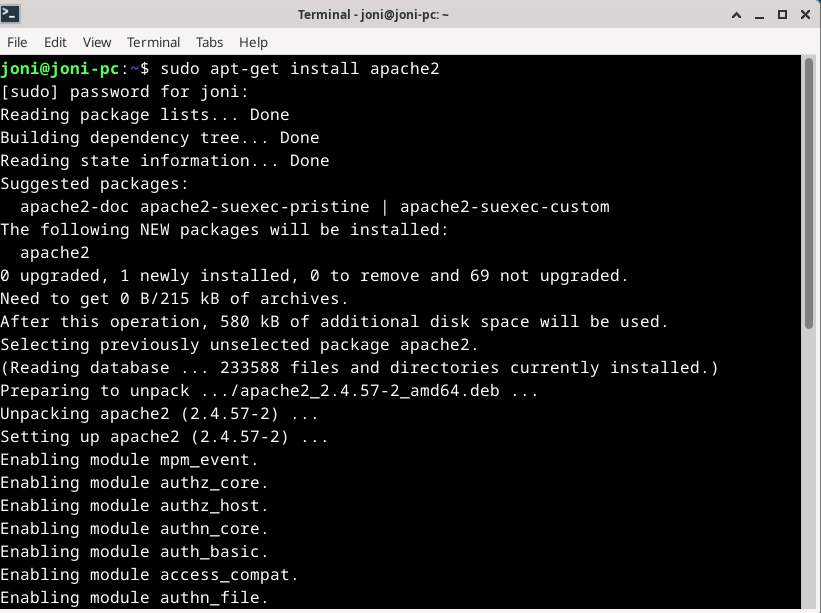 Terminal - joni@joni-pc: ~
File Edit View Terminal Tabs Help
joni@joni-pc:~$ sudo apt-get install apache2
[sudo] password for joni:
Reading package lists... Done
Building dependency tree... Done
Reading state information... Done
Suggested packages:
  apache2-doc apache2-suexec-pristine | apache2-suexec-custom
The following NEW packages will be installed:
  apache2
0 upgraded, 1 newly installed, 0 to remove and 69 not upgraded.
Need to get 0 B/215 kB of archives.
After this operation, 580 kB of additional disk space will be used.
Selecting previously unselected package apache2.
(Reading database ... 233588 files and directories currently installed.)
Preparing to unpack .../apache2_2.4.57-2_amd64.deb ...
Unpacking apache2 (2.4.57-2) ...
Setting up apache2 (2.4.57-2) ...
Enabling module mpm_event.
Enabling module authz_core.
Enabling module authz_host.
Enabling module authn_core.
Enabling module auth_basic.
Enabling module access_compat.
Enabling module authn_file.